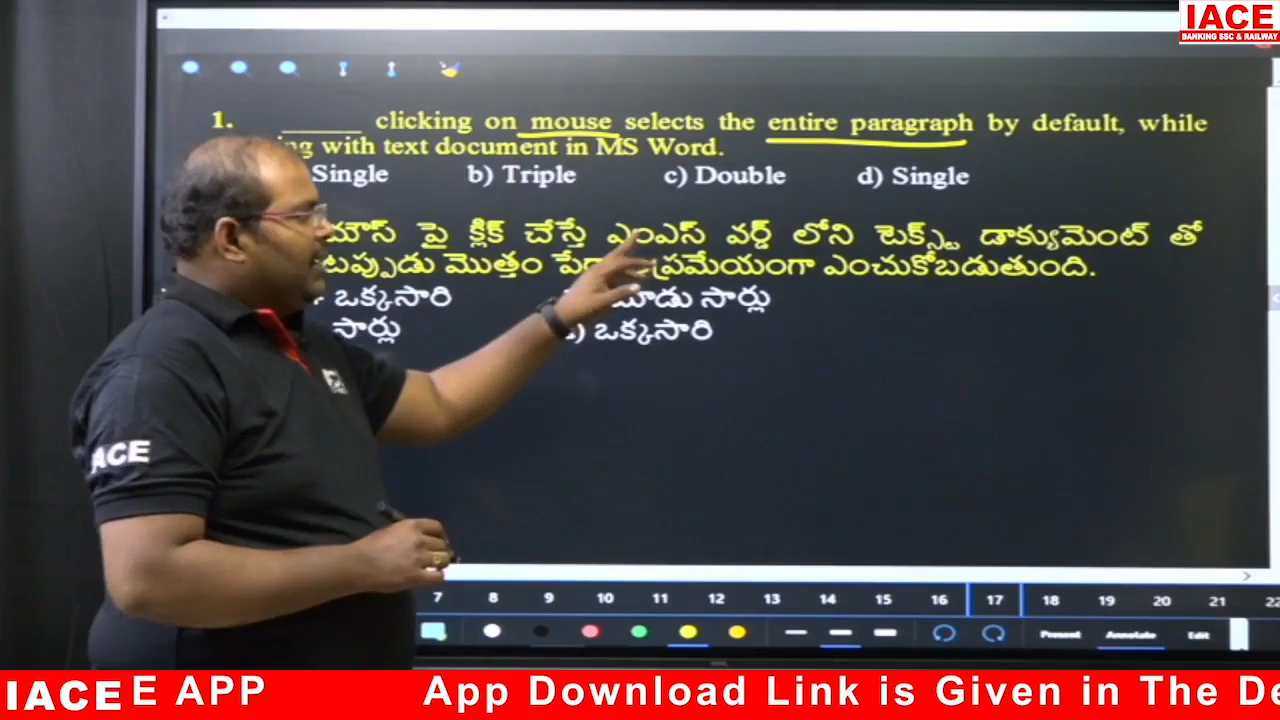 IACE
BANKING SSC & RAILWAY
1. _____ clicking on mouse selects the entire paragraph by default, while
with text document in MS Word.
Single b) Triple c) Double d) Single
మౌస్ పై క్లిక్ చేస్తే ఎంఎస్ వర్డ్ లోని టెక్స్ట్ డాక్యుమెంట్ తో
మొత్తం ఎంచుకోబడుతుంది.
ఒక్కసారి సార్లు
సార్లు ఒక్కసారి
IACE
7 8 9 10 11 12 13 14 15 16 17 18 19 20 21 22
Present Annotate Edit
IACE E APP App Download Link is Given in The De